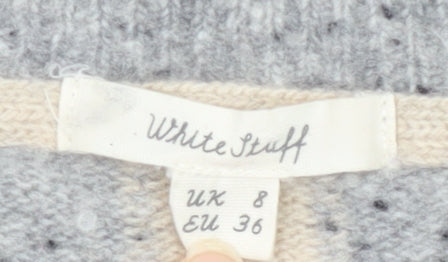 White Stuff
UK 8
EU 36